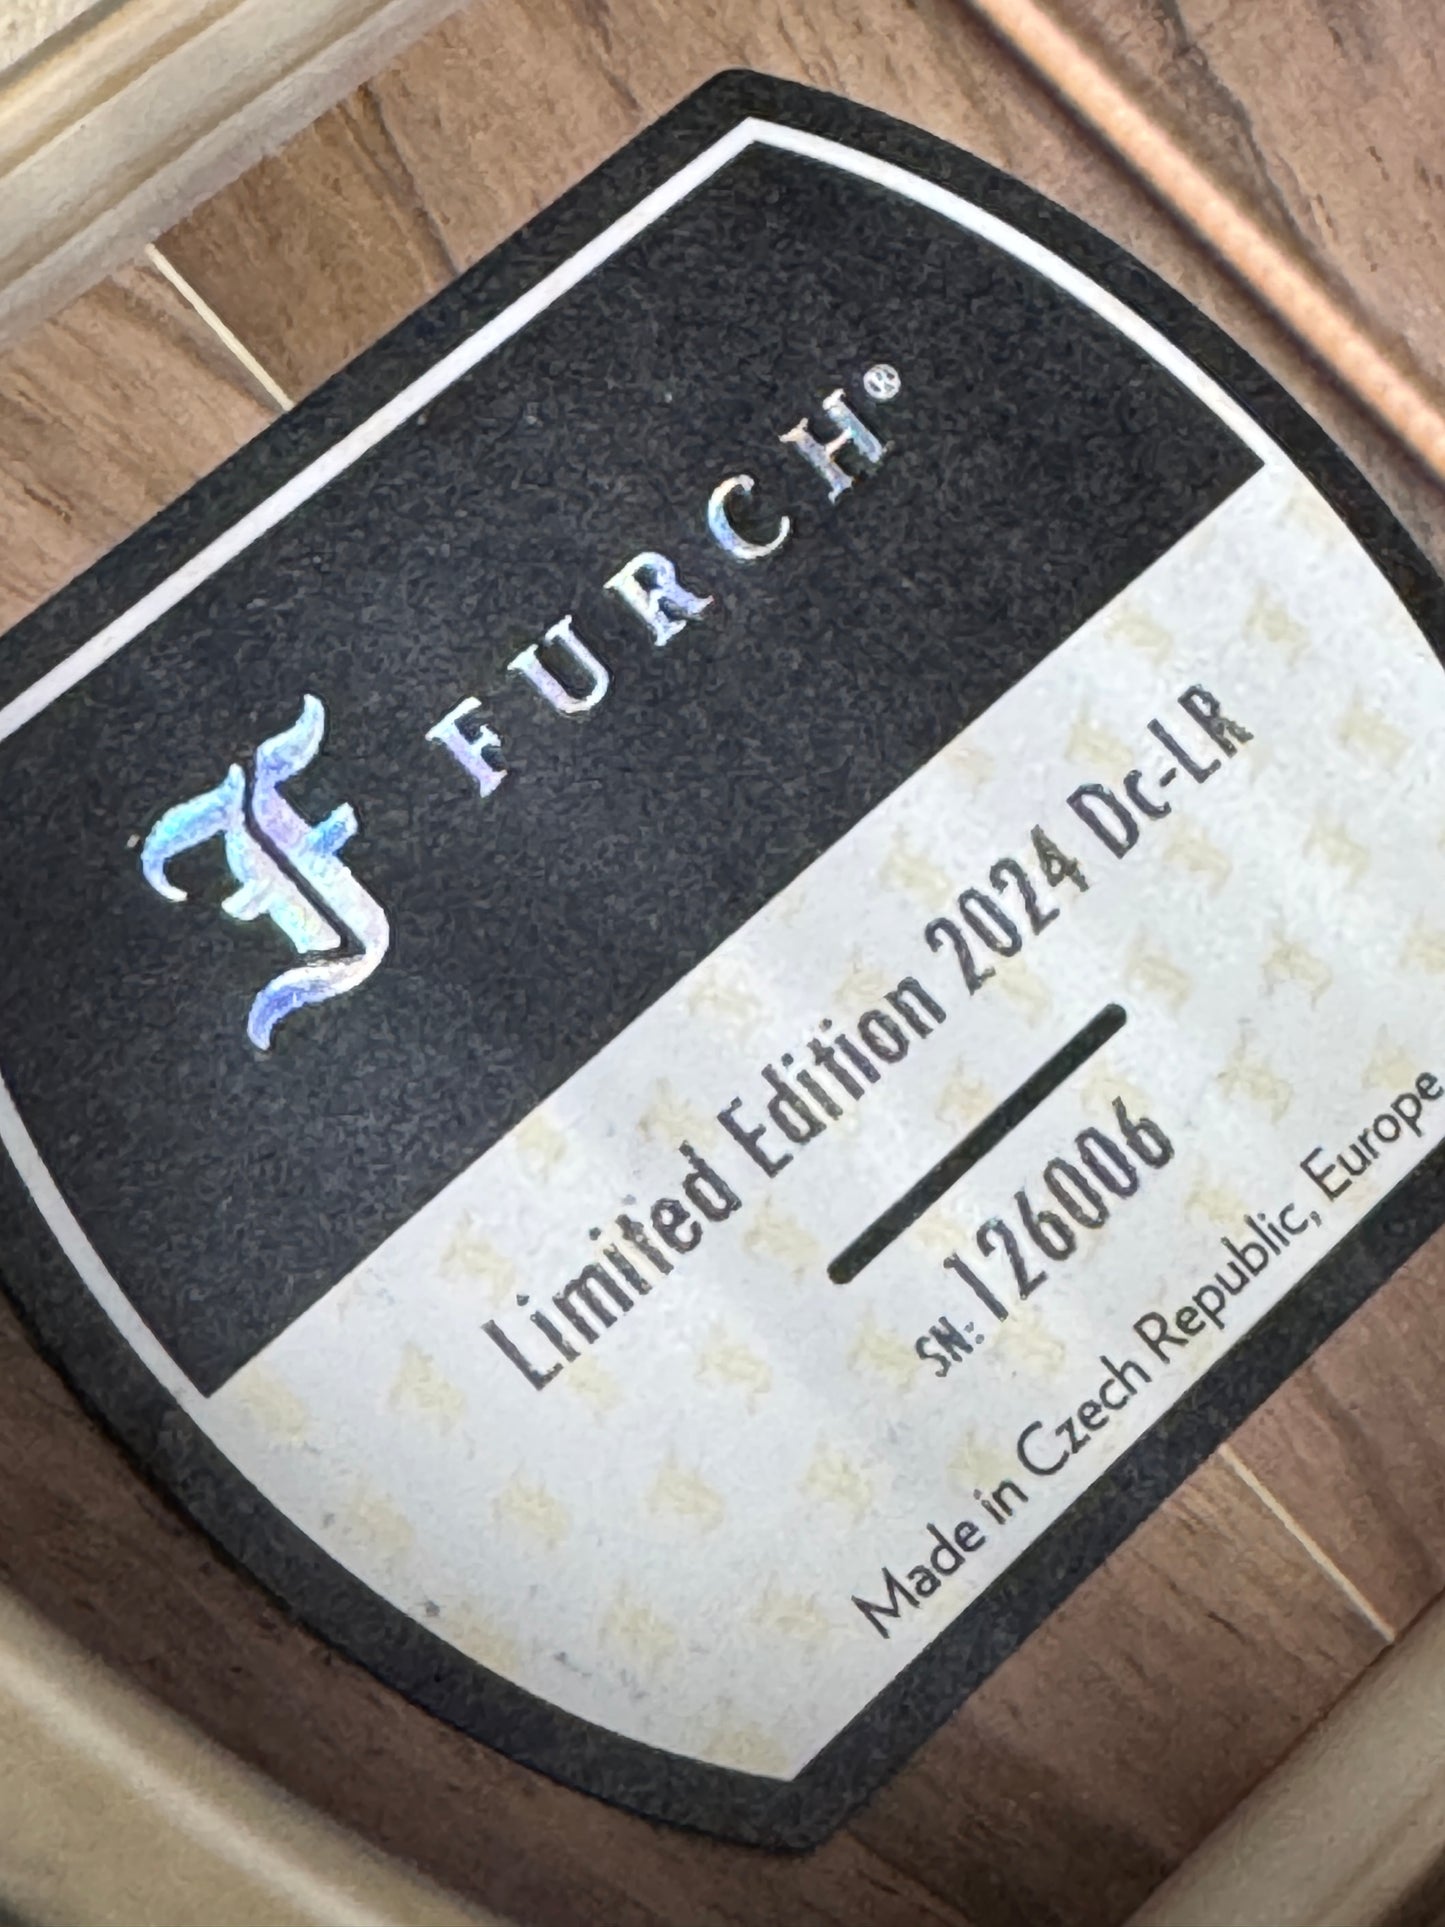 F FURCH®
Limited Edition 2024 Dc-LR
SN: 126006
Made in Czech Republic, Europe